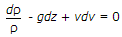 dp/ρ - gdz + vdv = 0